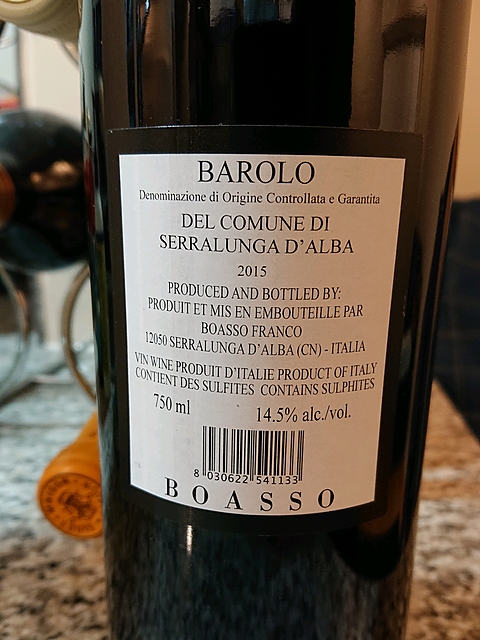 BAROLO
Denominazione di Origine Controllata e Garantita
DEL COMUNE DI
SERRALUNGA D'ALBA
2015
PRODUCED AND BOTTLED BY:
PRODUIT ET MIS EN EMBOUTEILLE PAR
BOASSO FRANCO
12050 SERRALUNGA D'ALBA (CN) - ITALIA
VIN WINE PRODUIT D'ITALIE PRODUCT OF ITALY
CONTIENT DES SULFITES CONTAINS SULPHITES
750 ml 14.5% alc./vol.
8 030622 541133
BOASSO